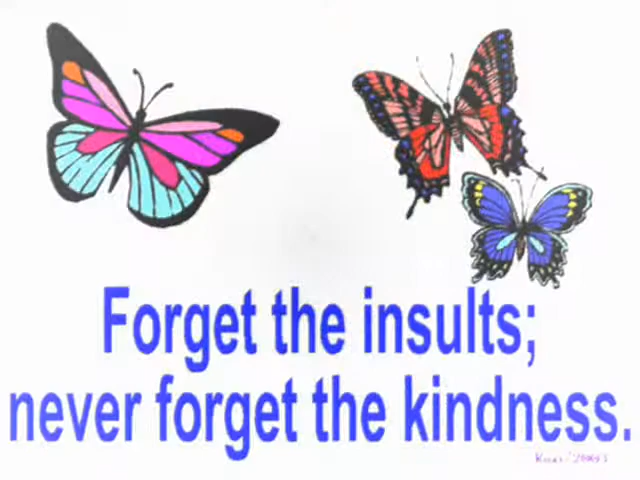 Forget the insults;
never forget the kindness.